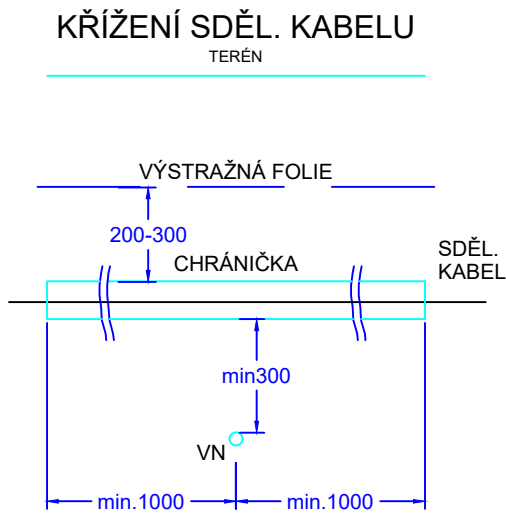 KŘÍŽENÍ SDĚL. KABELU
TERÉN
VÝSTRAŽNÁ FOLIE
200-300
CHRÁNIČKA
SDĚL.
KABEL
min300
VN
min.1000
min.1000